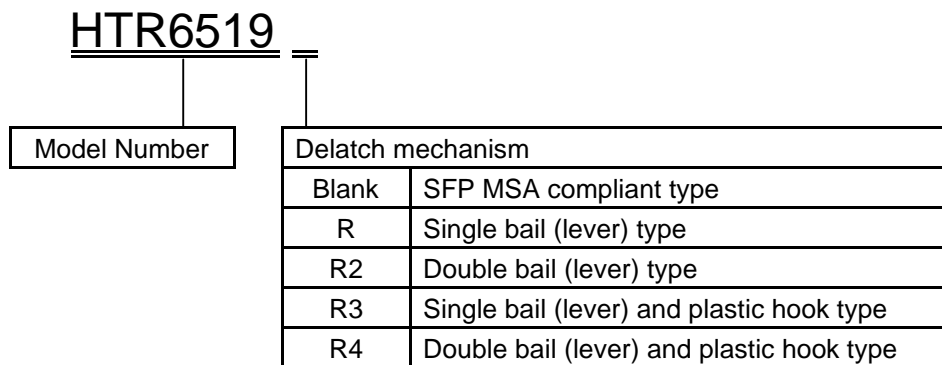 HTR6519
Model Number
Delatch mechanism
Blank SFP MSA compliant type
R Single bail (lever) type
R2 Double bail (lever) type
R3 Single bail (lever) and plastic hook type
R4 Double bail (lever) and plastic hook type